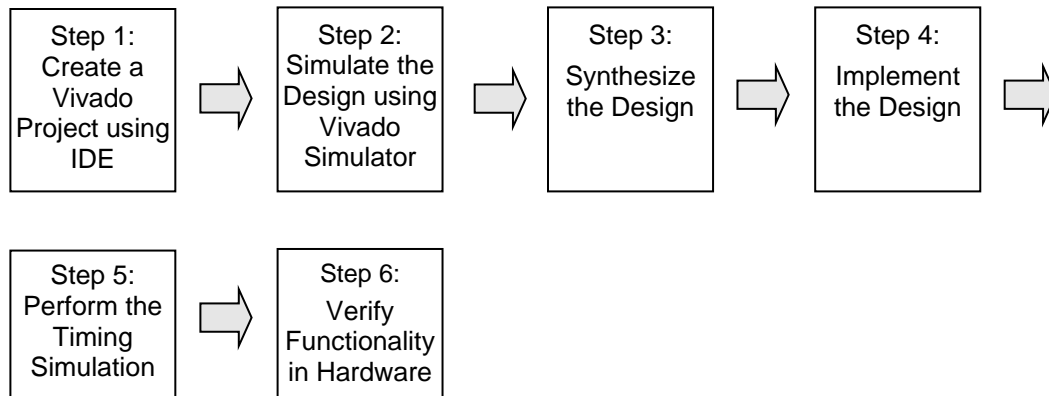 Step 1:
Create a
Vivado
Project using
IDE
Step 2:
Simulate the
Design using
Vivado
Simulator
Step 3:
Synthesize
the Design
Step 4:
Implement
the Design
Step 5:
Perform the
Timing
Simulation
Step 6:
Verify
Functionality
in Hardware